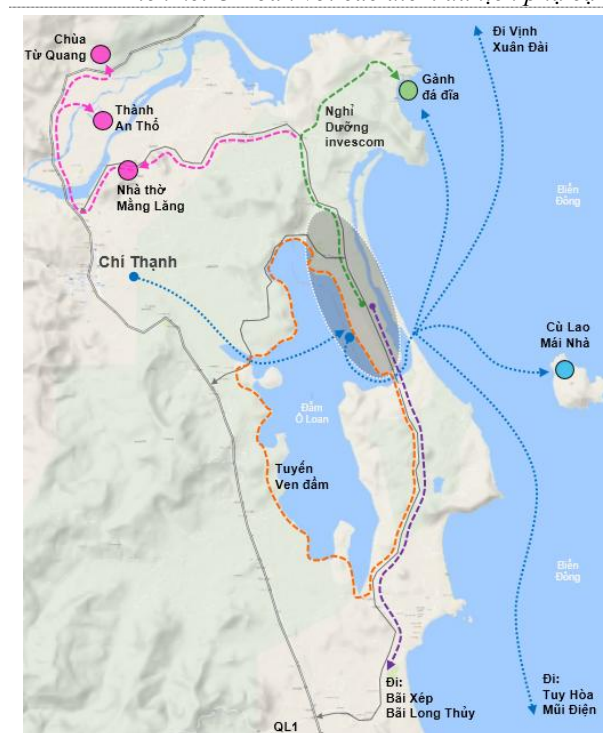 Đi Vịnh
Xuân Đài
Chùa
Từ Quang
Gành
đá đĩa
Thành
An Thổ
Nghỉ
Dưỡng
invescom
Nhà thờ
Mằng Lăng
Biển
Đông
Chí Thạnh
Cù Lao
Mái Nhà
Đầm
Ô Loan
Tuyến
Ven đầm
Biển
Đông
Đi:
Bãi Xép
Bãi Long Thủy
Đi:
Tuy Hòa
Mũi Điện
QL1